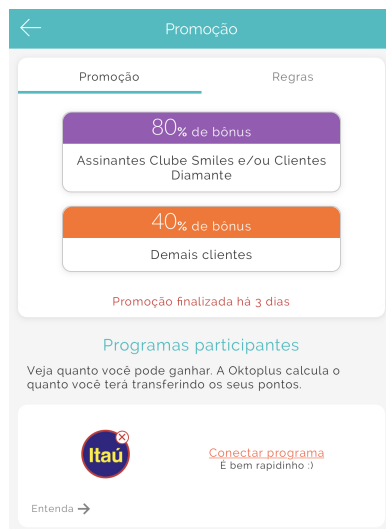 Promoção
Promoção
Regras
80% de bônus
Assinantes Clube Smiles e/ou Clientes
Diamante
40% de bônus
Demais clientes
Promoção finalizada há 3 dias
Programas participantes
Veja quanto você pode ganhar. A Oktoplus calcula o
quanto você terá transferindo os seus pontos.
Itaú
Conectar programa
É bem rapidinho :)
Entenda